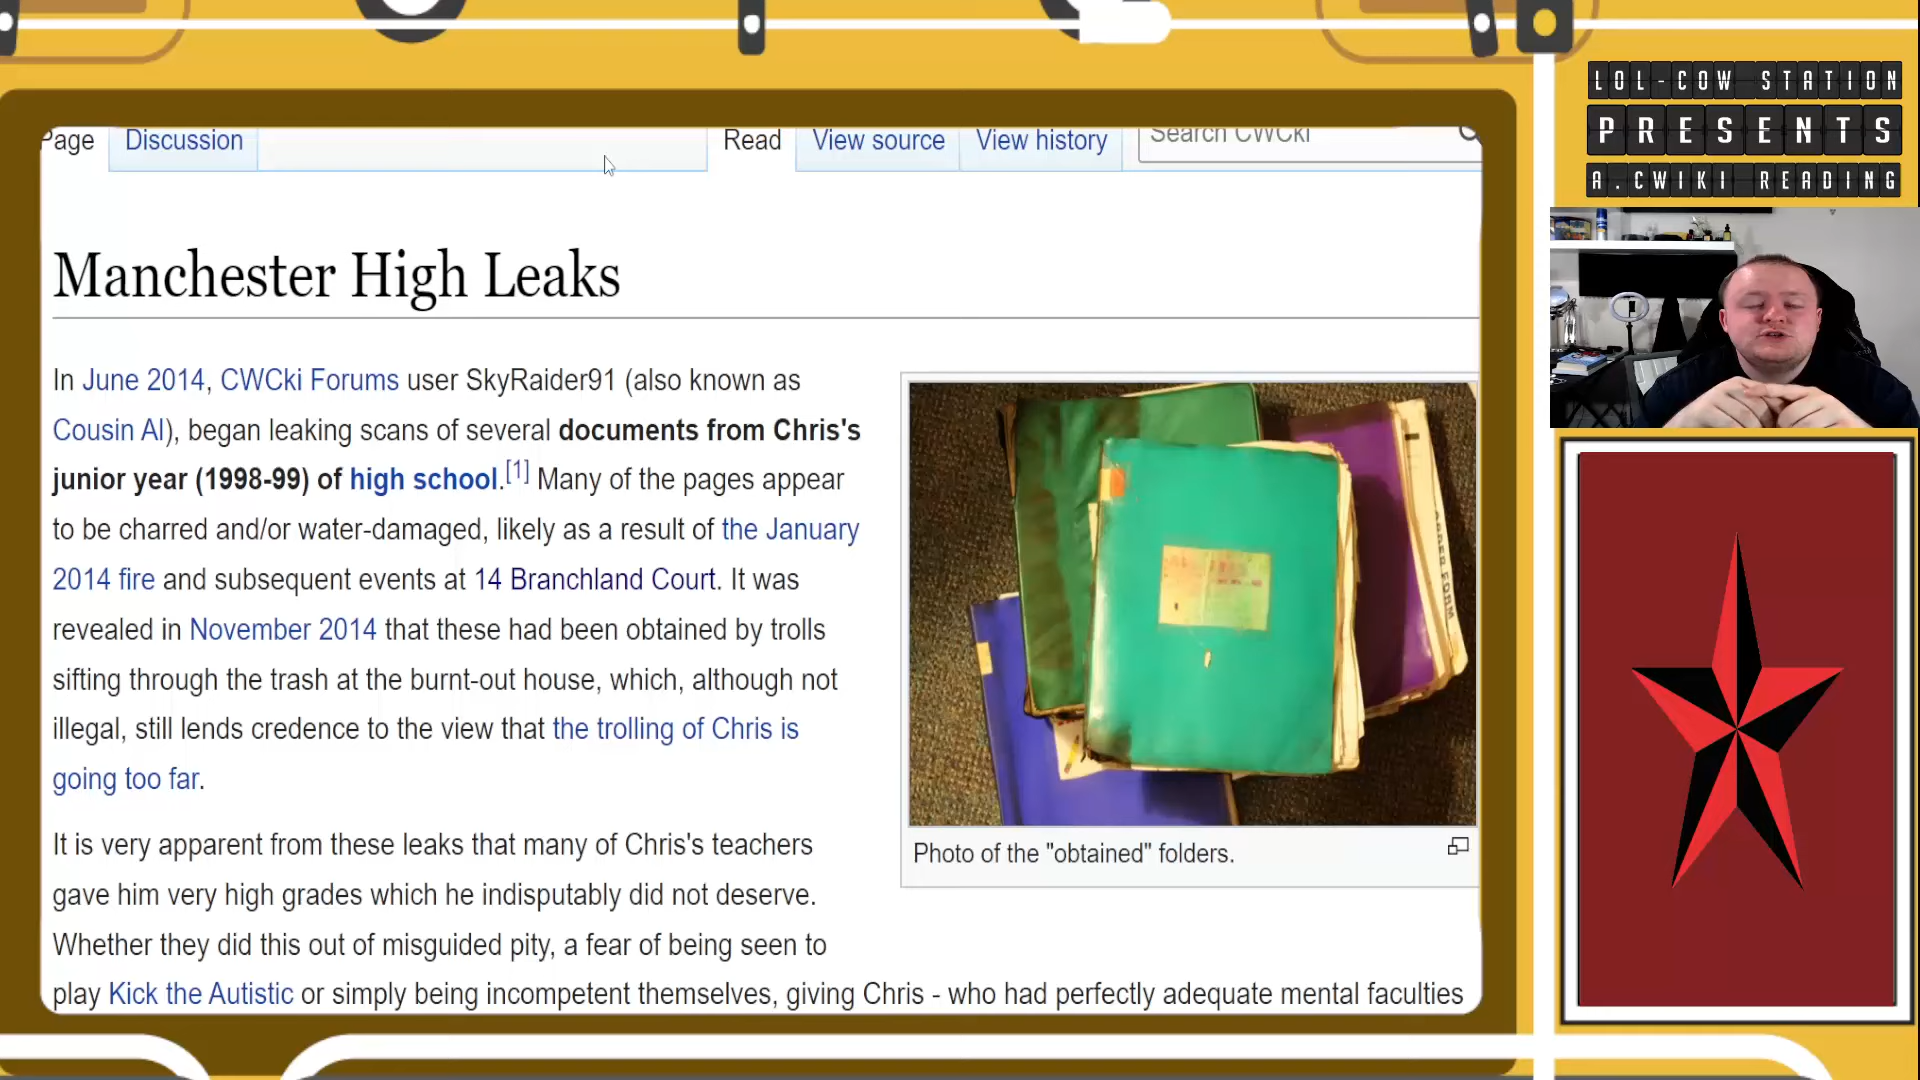 LOL-COW STATION
PRESENTS
A.CWIKI READING
Page Discussion Read View source View history Search CWCki
Manchester High Leaks
In June 2014, CWCki Forums user SkyRaider91 (also known as
Cousin Al), began leaking scans of several documents from Chris's
junior year (1998-99) of high school.[1] Many of the pages appear
to be charred and/or water-damaged, likely as a result of the January
2014 fire and subsequent events at 14 Branchland Court. It was
revealed in November 2014 that these had been obtained by trolls
sifting through the trash at the burnt-out house, which, although not
illegal, still lends credence to the view that the trolling of Chris is
going too far.
ORDER FORM
Photo of the "obtained" folders.
It is very apparent from these leaks that many of Chris's teachers
gave him very high grades which he indisputably did not deserve.
Whether they did this out of misguided pity, a fear of being seen to
play Kick the Autistic or simply being incompetent themselves, giving Chris - who had perfectly adequate mental faculties